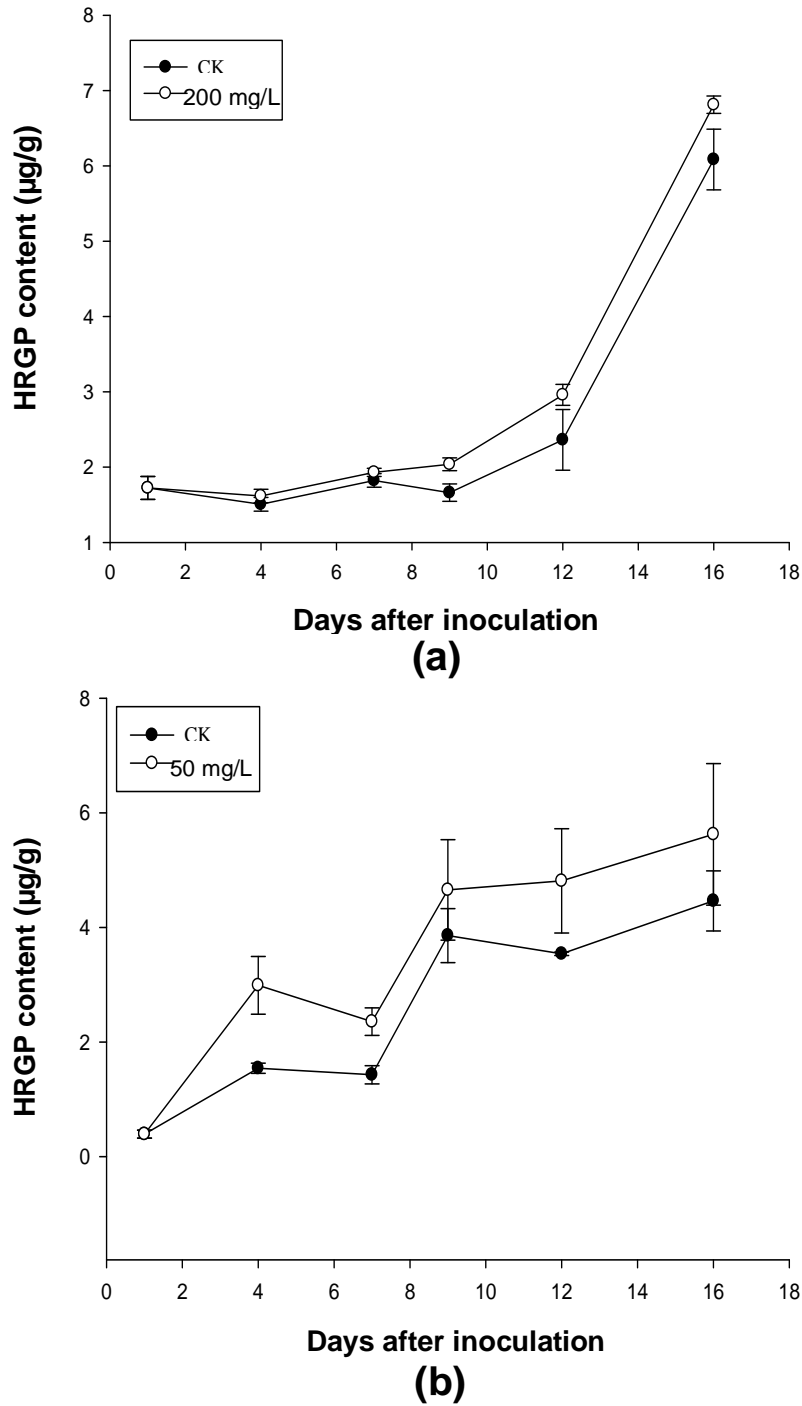 8
7
6
5
4
3
2
1
HRGP content (µg/g)
CK
200 mg/L
0 2 4 6 8 10 12 14 16 18
Days after inoculation
(a)
8
6
4
2
0
HRGP content (µg/g)
CK
50 mg/L
0 2 4 6 8 10 12 14 16 18
Days after inoculation
(b)